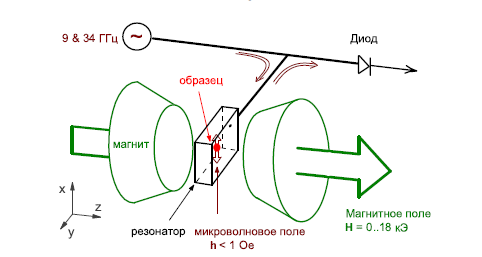 9 & 34 ГГц
~
Диод
образец
магнит
x
z
y
резонатор
микроволновое поле
h < 1 Oe
Магнитное поле
H = 0..18 кЭ